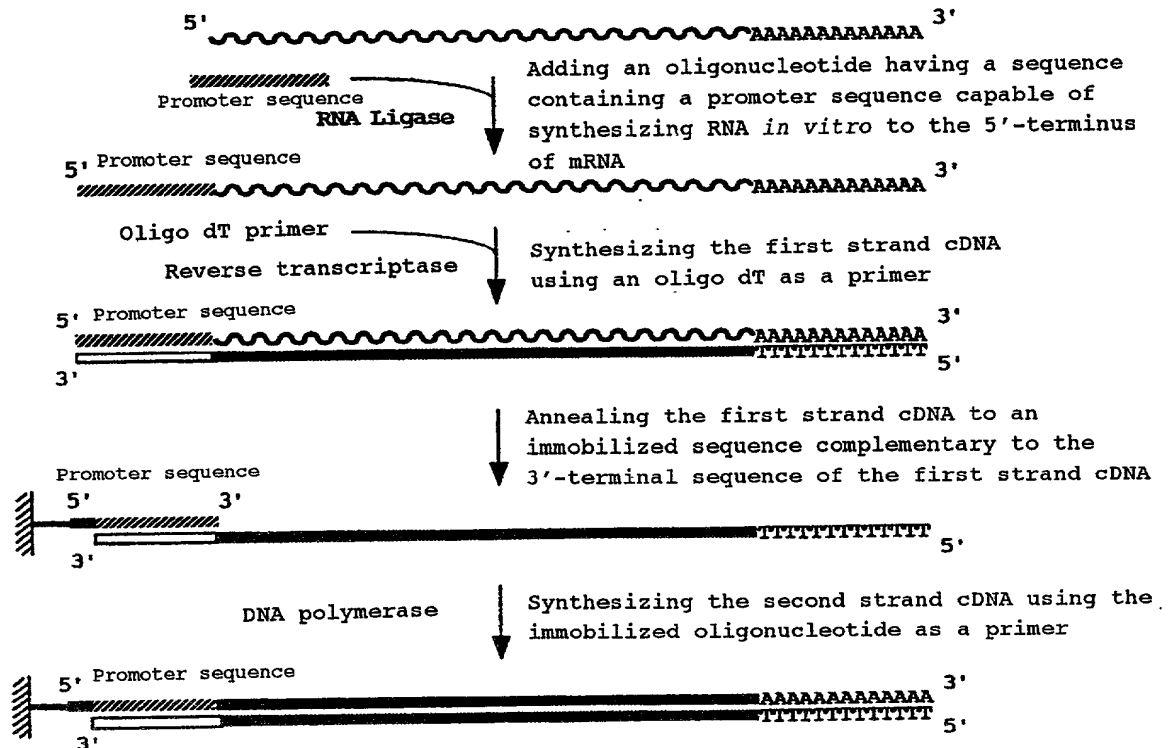 5' 3'
AAAAAAAAAAAAA
Promoter sequence
RNA Ligase
Adding an oligonucleotide having a sequence
containing a promoter sequence capable of
synthesizing RNA in vitro to the 5'-terminus
of mRNA
5' Promoter sequence 3'
AAAAAAAAAAAAA
Oligo dT primer
Reverse transcriptase
Synthesizing the first strand cDNA
using an oligo dT as a primer
5' Promoter sequence 3'
AAAAAAAAAAAAA
TTTTTTTTTTTTT
3' 5'
Annealing the first strand cDNA to an
immobilized sequence complementary to the
3'-terminal sequence of the first strand cDNA
Promoter sequence
5' 3'
TTTTTTTTTTTTT
3' 5'
DNA polymerase
Synthesizing the second strand cDNA using the
immobilized oligonucleotide as a primer
5' Promoter sequence 3'
AAAAAAAAAAAAA
TTTTTTTTTTTTT
3' 5'